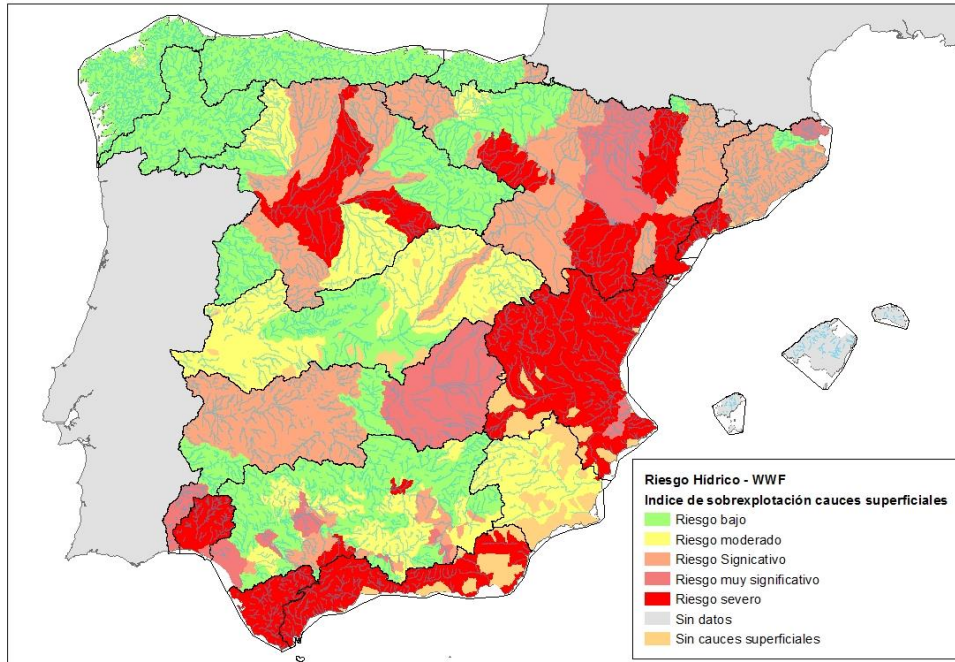 Riesgo Hídrico - WWF
Indice de sobrexplotación cauces superficiales
Riesgo bajo
Riesgo moderado
Riesgo Signicativo
Riesgo muy significativo
Riesgo severo
Sin datos
Sin cauces superficiales